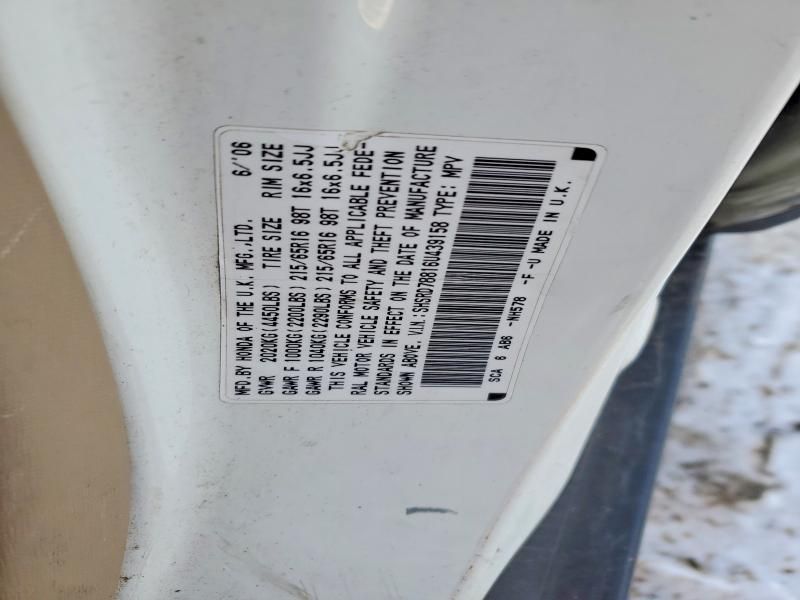 MFD.BY HONDA OF THE U.K. MFG.,LTD. 6/'06
GVWR 2020KG(4450LBS) TIRE SIZE RIM SIZE
GAWR F 1000KG(2200LBS) 215/65R16 98T 16x6.5JJ
GAWR R 1040KG(2290LBS) 215/65R16 98T 16x6.5JJ
THIS VEHICLE CONFORMS TO ALL APPLICABLE FEDE-
RAL MOTOR VEHICLE SAFETY AND THEFT PREVENTION
STANDARDS IN EFFECT ON THE DATE OF MANUFACTURE
SHOWN ABOVE. V.I.N.:SHSRD78816U439158 TYPE: MPV
SCA 6 AB8 -NH578 -F -U MADE IN U.K.